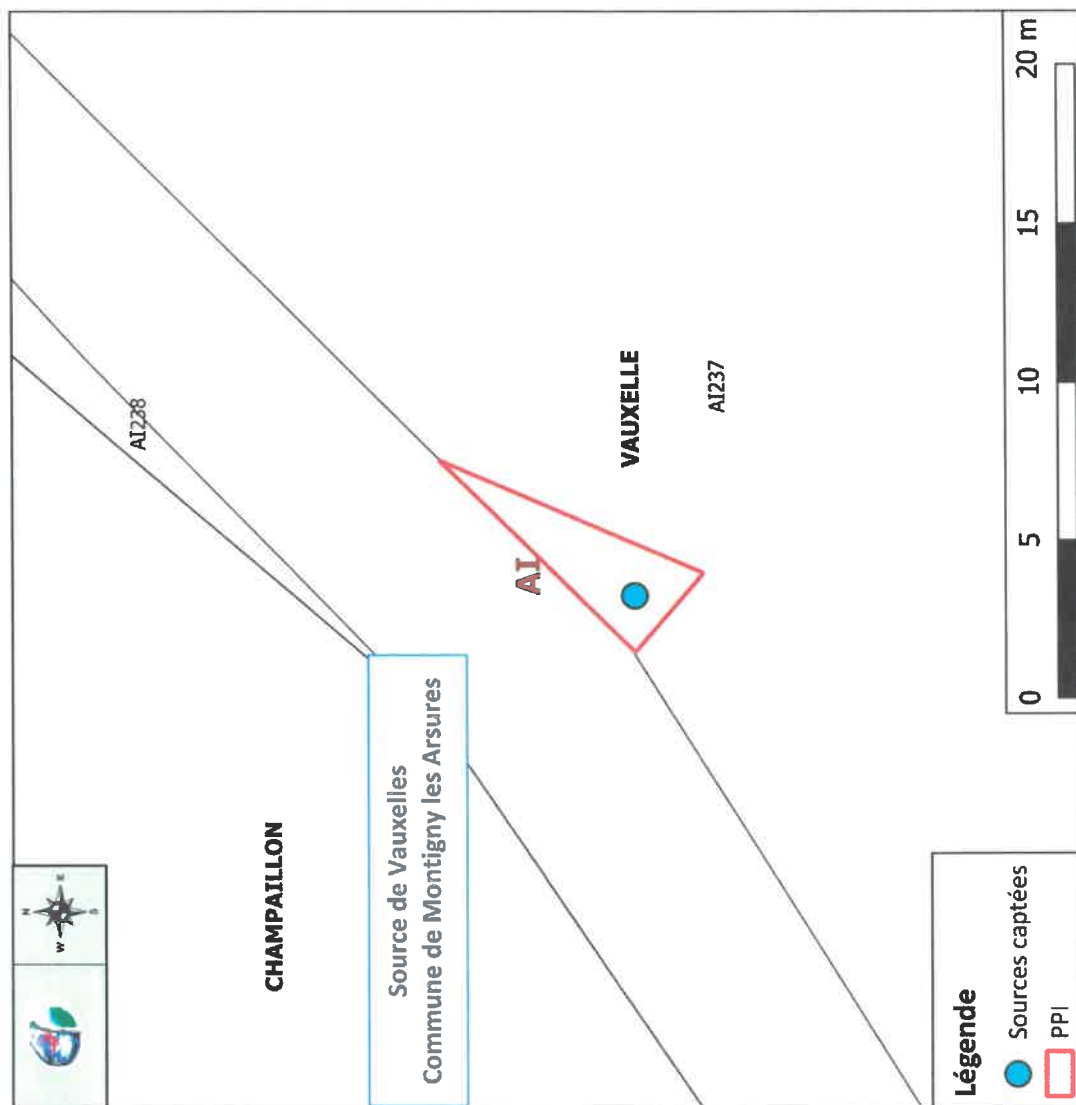 N
W
E
S
AI238
CHAMPAILLON
Source de Vauxelles
Commune de Montigny les Arsures
AI
VAUXELLE
AI237
Légende
Sources captées
PPI
0 5 10 15 20 m